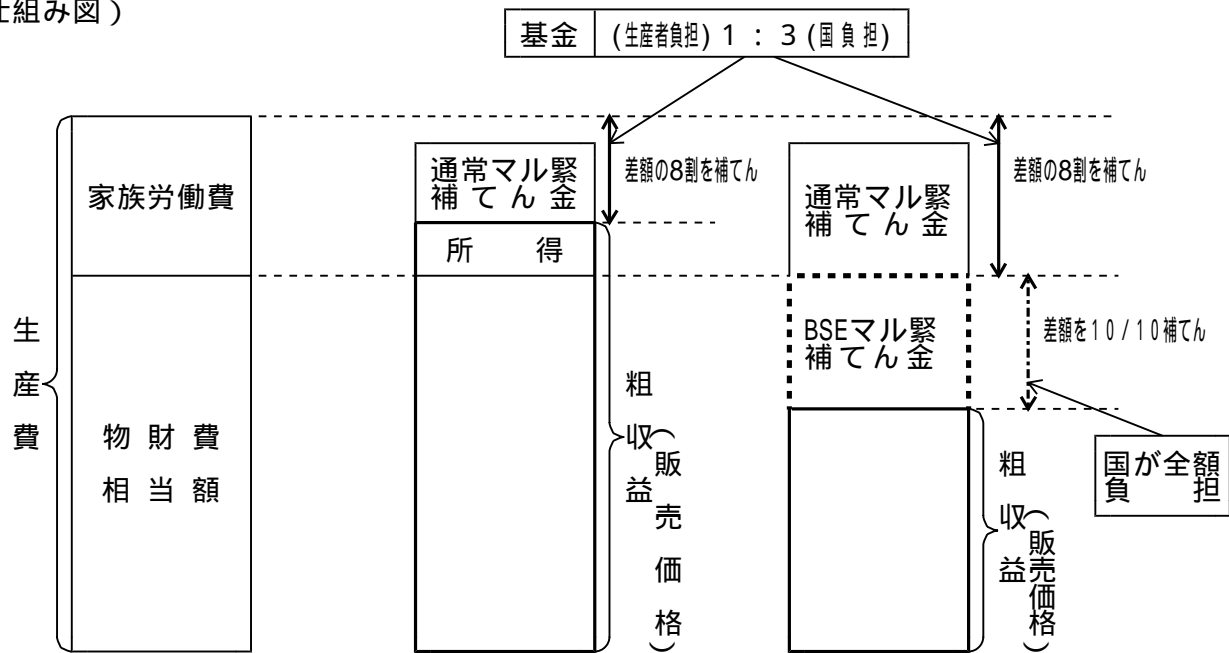 仕組み図)
基金 (生産者負担) 1 : 3 (国負担)
家族労働費
通常マル緊
補てん金
差額の8割を補てん
通常マル緊
補てん金
差額の8割を補てん
所 得
生産費
BSEマル緊
補てん金
差額を10/10補てん
物財費
相当額
粗収益
(販売価格)
粗収益
(販売価格)
国が全額
負 担